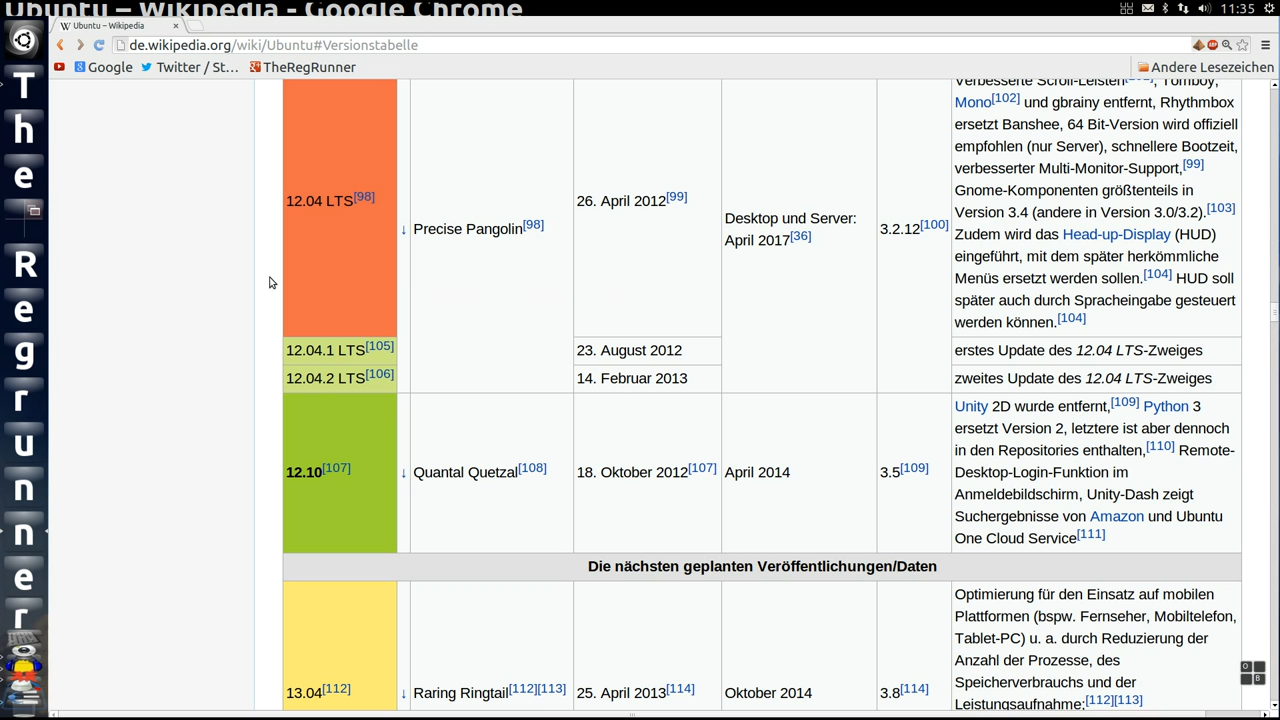 Ubuntu – Wikipedia - Google Chrome
11:35
Ubuntu – Wikipedia
de.wikipedia.org/wiki/Ubuntu#Versionstabelle
Google
Twitter / St...
TheRegRunner
Andere Lesezeichen
T
h
e
R
e
g
r
u
n
n
e
r
Verbesserte Scroll-Leisten, Tomboy,
Mono[102] und gbrainy entfernt, Rhythmbox
ersetzt Banshee, 64 Bit-Version wird offiziell
empfohlen (nur Server), schnellere Bootzeit,
verbesserter Multi-Monitor-Support,[99]
Gnome-Komponenten größtenteils in
Version 3.4 (andere in Version 3.0/3.2).[103]
Zudem wird das Head-up-Display (HUD)
eingeführt, mit dem später herkömmliche
Menüs ersetzt werden sollen.[104] HUD soll
später auch durch Spracheingabe gesteuert
werden können.[104]
12.04 LTS[98]
↓ Precise Pangolin[98]
26. April 2012[99]
Desktop und Server:
April 2017[36]
3.2.12[100]
12.04.1 LTS[105] 23. August 2012 erstes Update des 12.04 LTS-Zweiges
12.04.2 LTS[106] 14. Februar 2013 zweites Update des 12.04 LTS-Zweiges
12.10[107] ↓ Quantal Quetzal[108] 18. Oktober 2012[107] April 2014 3.5[109]
Unity 2D wurde entfernt,[109] Python 3
ersetzt Version 2, letztere ist aber dennoch
in den Repositories enthalten,[110] Remote-
Desktop-Login-Funktion im
Anmeldebildschirm, Unity-Dash zeigt
Suchergebnisse von Amazon und Ubuntu
One Cloud Service[111]
Die nächsten geplanten Veröffentlichungen/Daten
13.04[112] ↓ Raring Ringtail[112][113] 25. April 2013[114] Oktober 2014 3.8[114]
Optimierung für den Einsatz auf mobilen
Plattformen (bspw. Fernseher, Mobiltelefon,
Tablet-PC) u. a. durch Reduzierung der
Anzahl der Prozesse, des
Speicherverbrauchs und der
Leistungsaufnahme;[112][113]